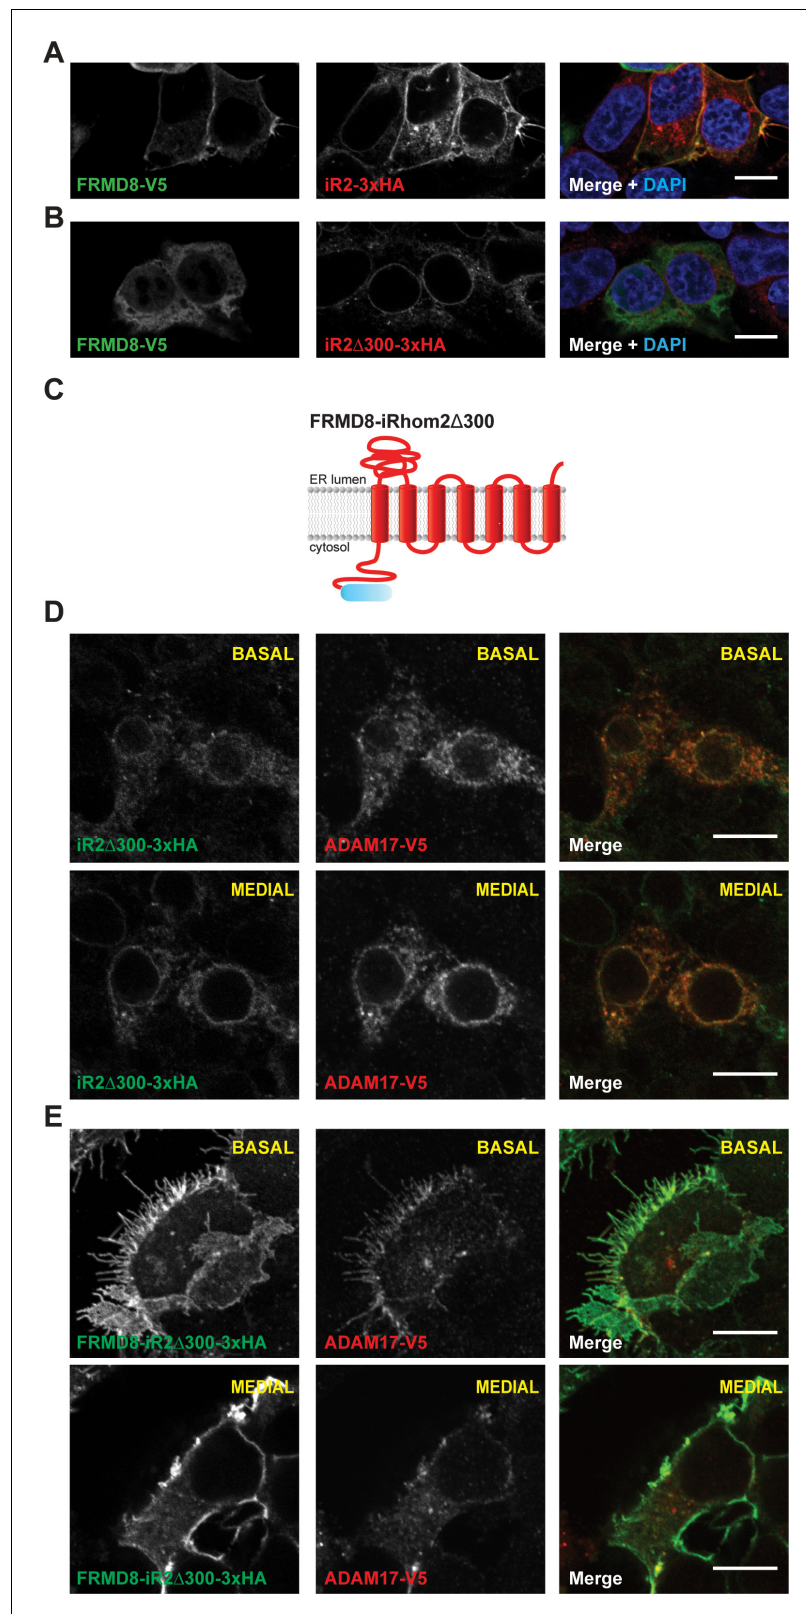 A
FRMD8-V5
iR2-3xHA
Merge + DAPI
B
FRMD8-V5
iR2Δ300-3xHA
Merge + DAPI
C
FRMD8-iRhom2Δ300
ER lumen
cytosol
D
BASAL
BASAL
BASAL
iR2Δ300-3xHA
ADAM17-V5
Merge
MEDIAL
MEDIAL
MEDIAL
iR2Δ300-3xHA
ADAM17-V5
Merge
E
BASAL
BASAL
BASAL
FRMD8-iR2Δ300-3xHA
ADAM17-V5
Merge
MEDIAL
MEDIAL
MEDIAL
FRMD8-iR2Δ300-3xHA
ADAM17-V5
Merge